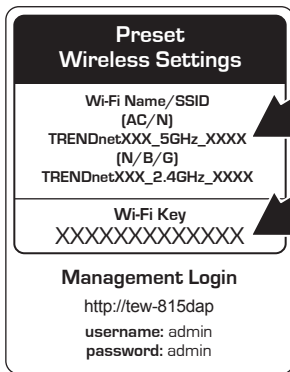 Preset
Wireless Settings
Wi-Fi Name/SSID
(AC/N)
TRENDnetXXX_5GHz_XXXX
(N/B/G)
TRENDnetXXX_2.4GHz_XXXX
Wi-Fi Key
XXXXXXXXXXXXX
Management Login
http://tew-815dap
username: admin
password: admin